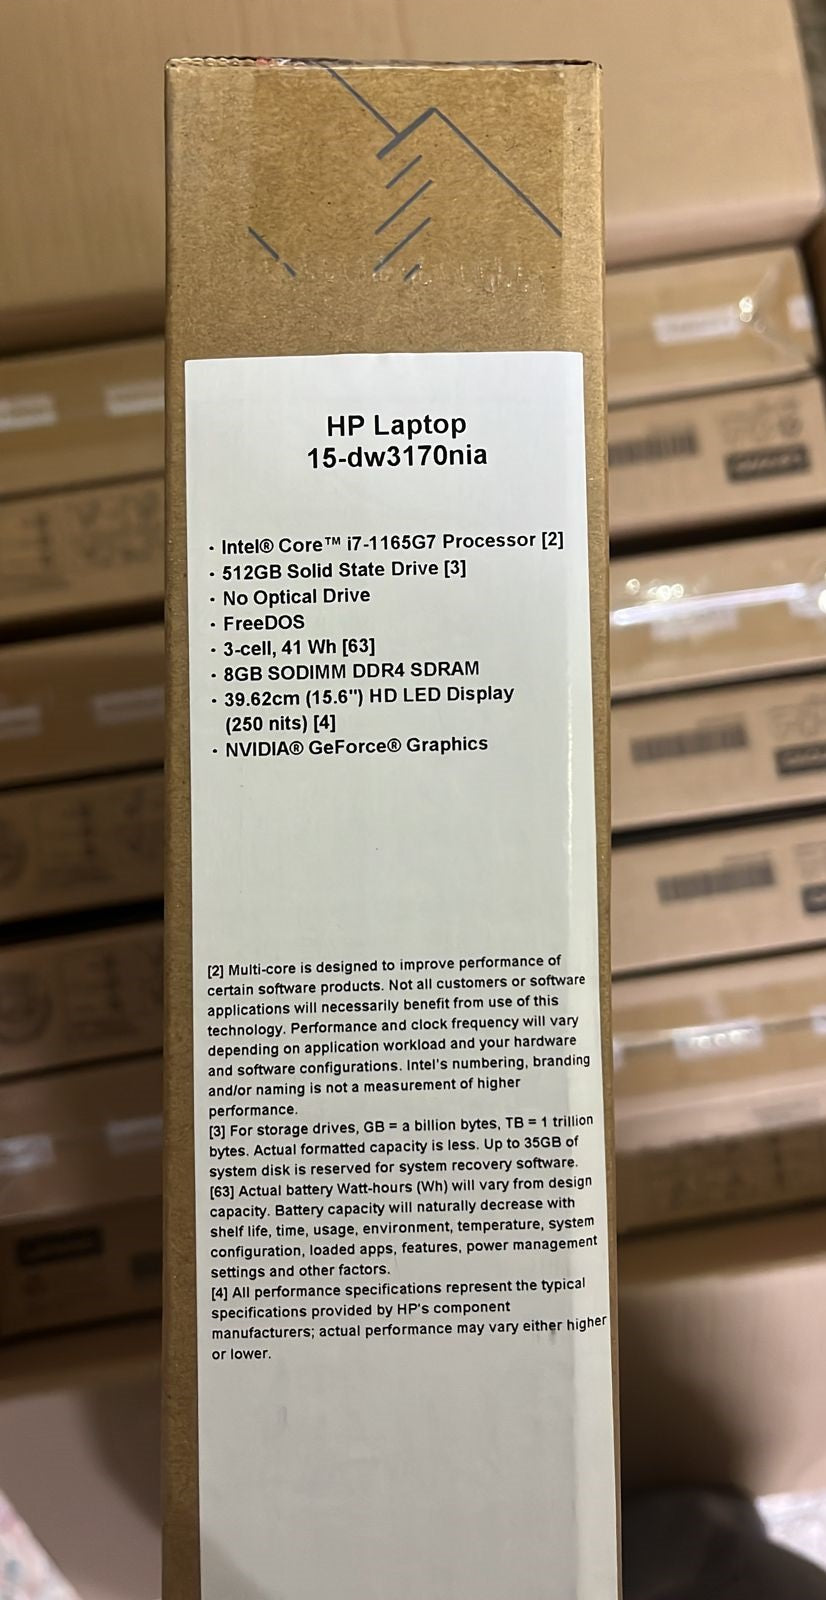 HP Laptop
15-dw3170nia
· Intel® Core™ i7-1165G7 Processor [2]
· 512GB Solid State Drive [3]
· No Optical Drive
· FreeDOS
· 3-cell, 41 Wh [63]
· 8GB SODIMM DDR4 SDRAM
· 39.62cm (15.6") HD LED Display
(250 nits) [4]
· NVIDIA® GeForce® Graphics
[2] Multi-core is designed to improve performance of
certain software products. Not all customers or software
applications will necessarily benefit from use of this
technology. Performance and clock frequency will vary
depending on application workload and your hardware
and software configurations. Intel's numbering, branding
and/or naming is not a measurement of higher
performance.
[3] For storage drives, GB = a billion bytes, TB = 1 trillion
bytes. Actual formatted capacity is less. Up to 35GB of
system disk is reserved for system recovery software.
[63] Actual battery Watt-hours (Wh) will vary from design
capacity. Battery capacity will naturally decrease with
shelf life, time, usage, environment, temperature, system
configuration, loaded apps, features, power management
settings and other factors.
[4] All performance specifications represent the typical
specifications provided by HP's component
manufacturers; actual performance may vary either higher
or lower.